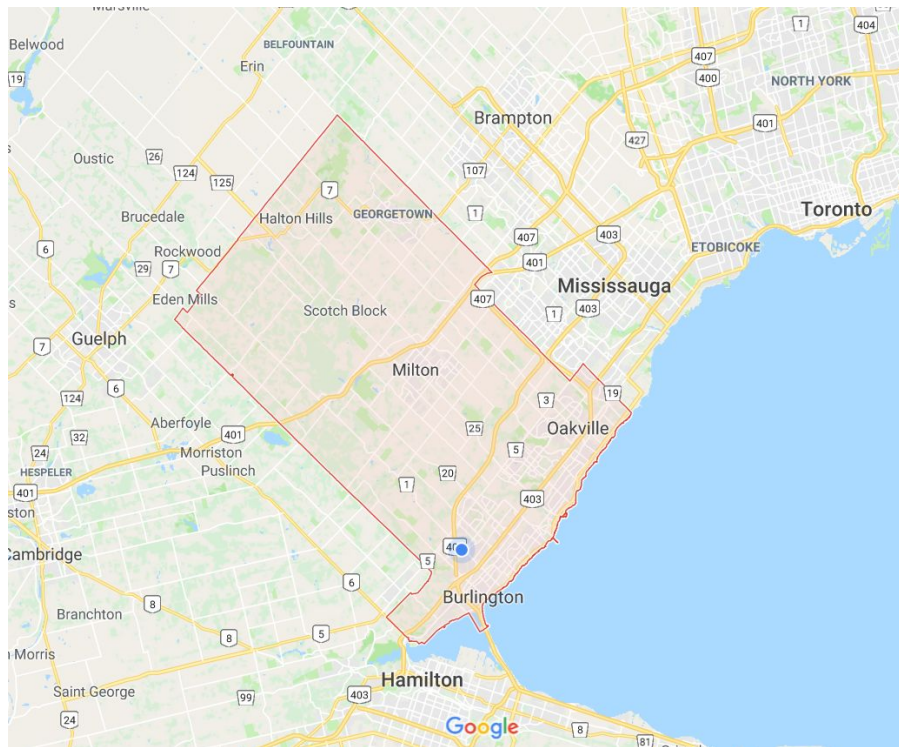 Marsville
Belwood
BELFOUNTAIN
1
404
407
400
19
Erin
NORTH YORK
Brampton
401
427
Oustic
26
124
107
125
7
Halton Hills
GEORGETOWN
1
Toronto
Brucedale
6
Rockwood
403
407
401
ETOBICOKE
29
7
Eden Mills
407
Mississauga
403
1
Scotch Block
Guelph
7
Milton
6
124
19
3
Aberfoyle
25
Oakville
401
32
24
5
Morriston
Puslinch
HESPELER
20
401
1
403
Cambridge
5
6
Branchton
8
Burlington
5
8
Morris
Saint George
Hamilton
99
403
24
Google
8
81